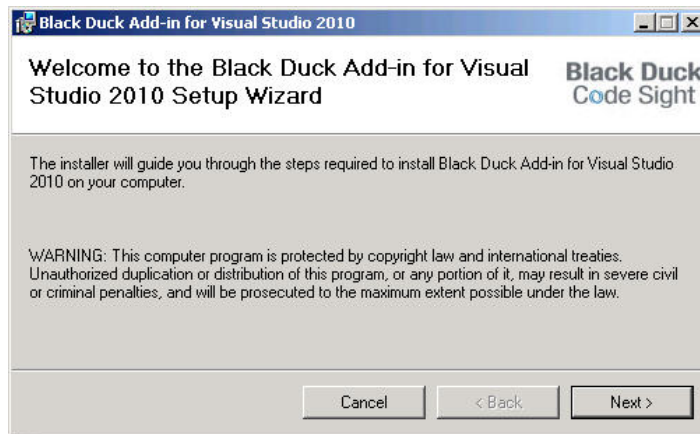 Black Duck Add-in for Visual Studio 2010
Welcome to the Black Duck Add-in for Visual
Studio 2010 Setup Wizard
Black Duck
Code Sight
The installer will guide you through the steps required to install Black Duck Add-in for Visual Studio
2010 on your computer.
WARNING: This computer program is protected by copyright law and international treaties.
Unauthorized duplication or distribution of this program, or any portion of it, may result in severe civil
or criminal penalties, and will be prosecuted to the maximum extent possible under the law.
Cancel
< Back
Next >